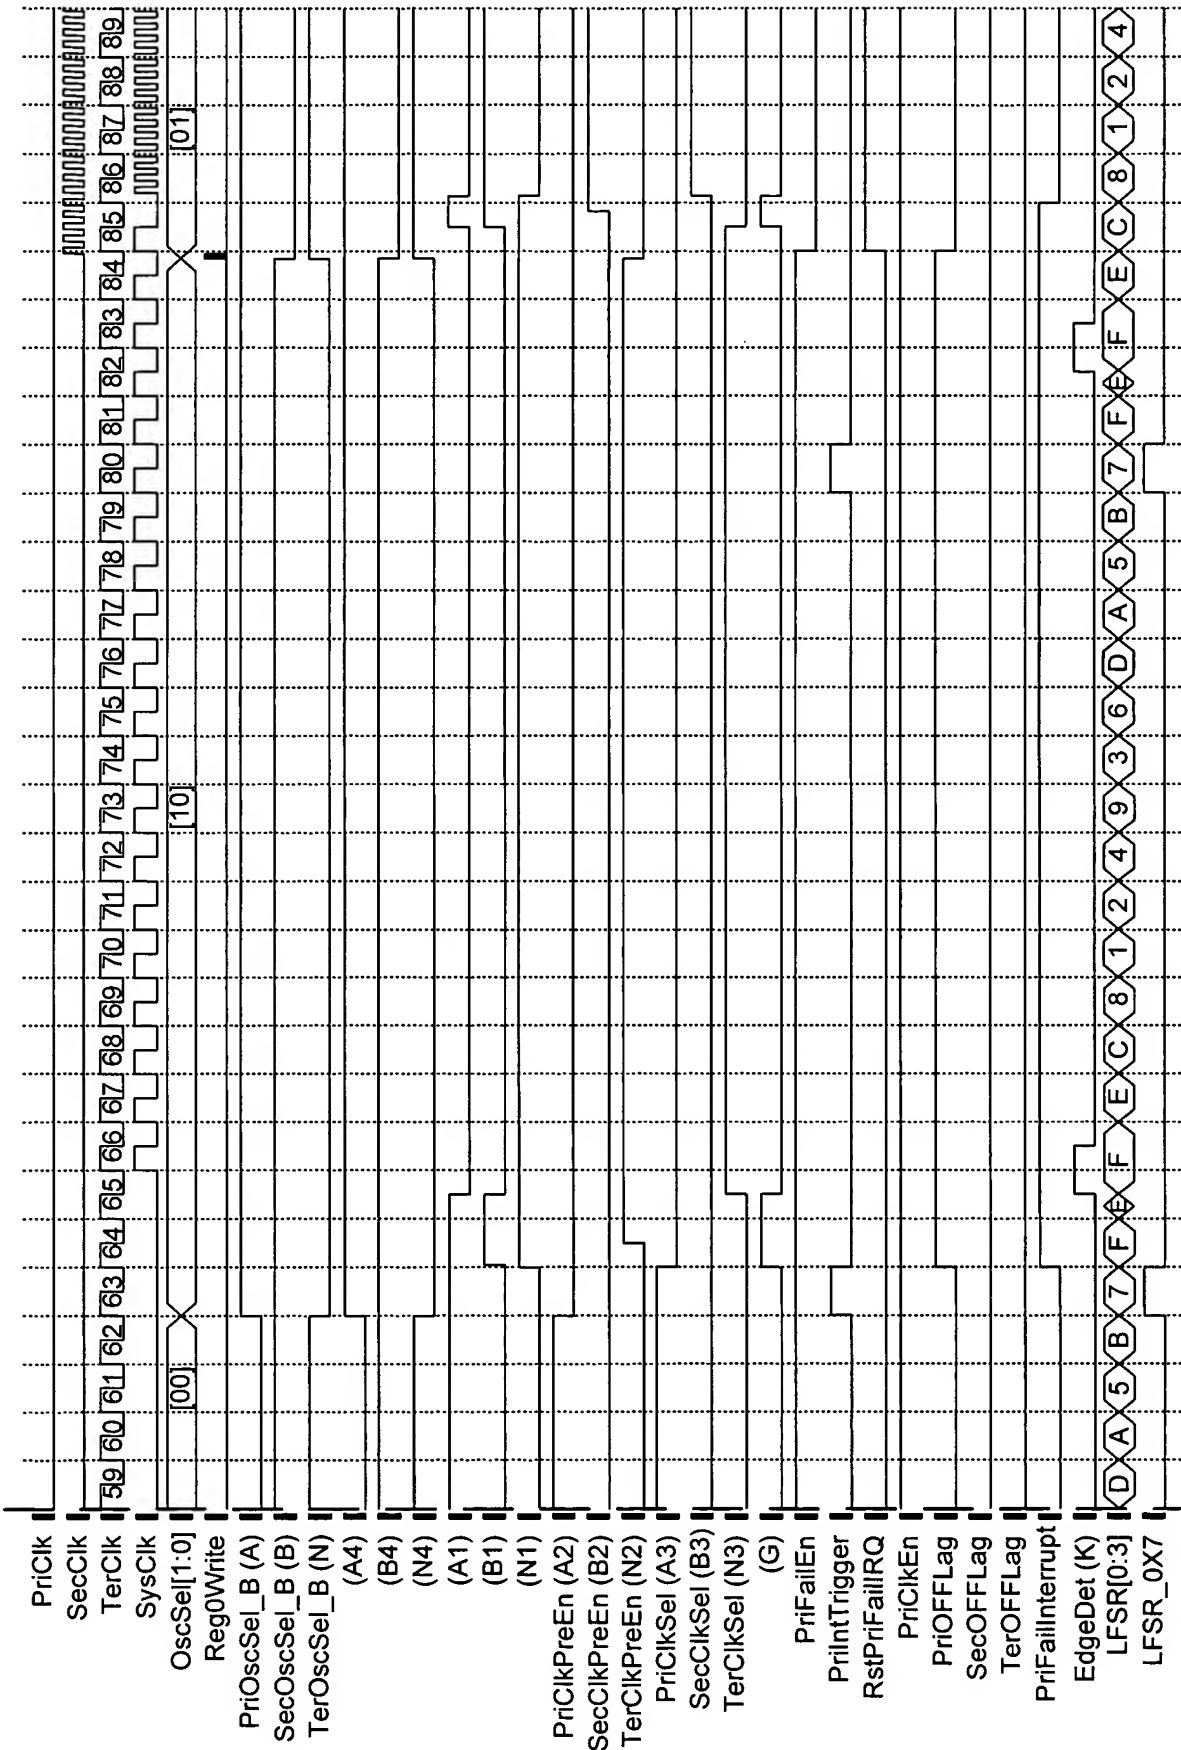 PriClk
SecClk
TerClk 59 60 61 62 63 64 65 66 67 68 69 70 71 72 73 74 75 76 77 78 79 80 81 82 83 84 85 86 87 88 89
SysClk
OscSel[1:0] [00] [10] [01]
Reg0Write
PriOscSel_B (A)
SecOscSel_B (B)
TerOscSel_B (N)
(A4)
(B4)
(N4)
(A1)
(B1)
(N1)
PriClkPreEn (A2)
SecClkPreEn (B2)
TerClkPreEn (N2)
PriClkSel (A3)
SecClkSel (B3)
TerClkSel (N3)
(G)
PriFailEn
PriIntTrigger
RstPriFailIRQ
PriClkEn
PriOFFLag
SecOFFLag
TerOFFLag
PriFailInterrupt
EdgeDet (K)
LFSR[0:3] D A 5 B 7 F E F E C 8 1 2 4 9 3 6 D A 5 B 7 F E F E C 8 1 2 4
LFSR_0X7